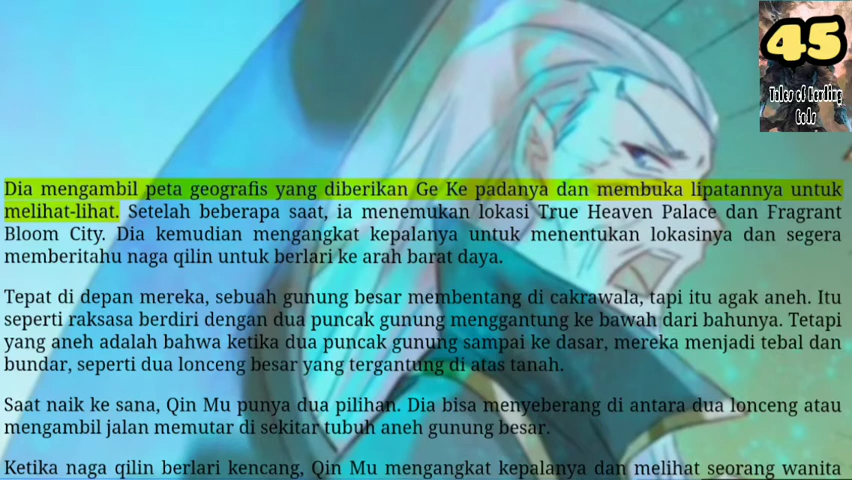 45
Tales of Herding
Gods
Dia mengambil peta geografis yang diberikan Ge Ke padanya dan membuka lipatannya untuk
melihat-lihat. Setelah beberapa saat, ia menemukan lokasi True Heaven Palace dan Fragrant
Bloom City. Dia kemudian mengangkat kepalanya untuk menentukan lokasinya dan segera
memberitahu naga qilin untuk berlari ke arah barat daya.
Tepat di depan mereka, sebuah gunung besar membentang di cakrawala, tapi itu agak aneh. Itu
seperti raksasa berdiri dengan dua puncak gunung menggantung ke bawah dari bahunya. Tetapi
yang aneh adalah bahwa ketika dua puncak gunung sampai ke dasar, mereka menjadi tebal dan
bundar, seperti dua lonceng besar yang tergantung di atas tanah.
Saat naik ke sana, Qin Mu punya dua pilihan. Dia bisa menyeberang di antara dua lonceng atau
mengambil jalan memutar di sekitar tubuh aneh gunung besar.
Ketika naga qilin berlari kencang, Qin Mu mengangkat kepalanya dan melihat seorang wanita